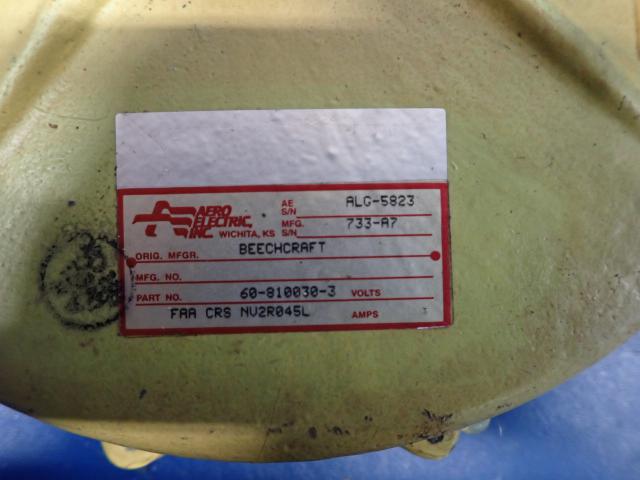 AERO ELECTRIC, INC. WICHITA, KS
AE S/N ALG-5823
MFG. S/N 733-A7
ORIG. MFGR. BEECHCRAFT
MFG. NO.
PART NO. 60-810030-3 VOLTS
FAA CRS NV2R045L AMPS